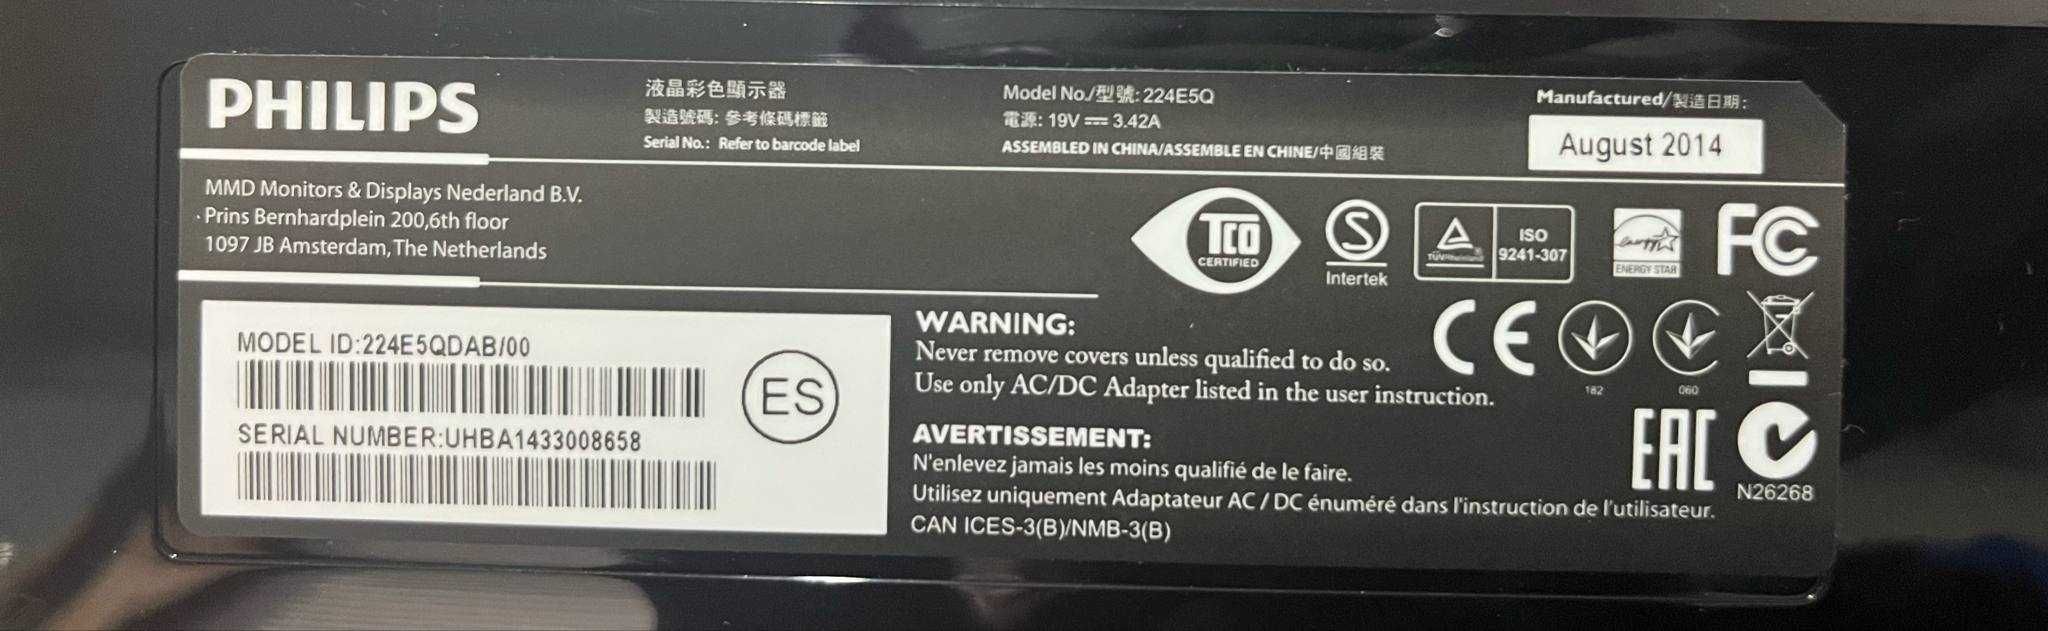 PHILIPS
液晶彩色顯示器
製造號碼: 參考條碼標籤
Serial No.: Refer to barcode label
Model No./型號: 224E5Q
電源: 19V ⎓ 3.42A
ASSEMBLED IN CHINA/ASSEMBLE EN CHINE/中國組裝
Manufactured/製造日期:
August 2014
MMD Monitors & Displays Nederland B.V.
Prins Bernhardplein 200,6th floor
1097 JB Amsterdam, The Netherlands
TCO
CERTIFIED
S
Intertek
TÜVRheinland
ISO
9241-307
energy
ENERGY STAR
FC
MODEL ID:224E5QDAB/00
SERIAL NUMBER:UHBA1433008658
ES
WARNING:
Never remove covers unless qualified to do so.
Use only AC/DC Adapter listed in the user instruction.
CE
182
060
AVERTISSEMENT:
N'enlevez jamais les moins qualifié de le faire.
Utilisez uniquement Adaptateur AC / DC énuméré dans l'instruction de l'utilisateur.
CAN ICES-3(B)/NMB-3(B)
EAC
N26268